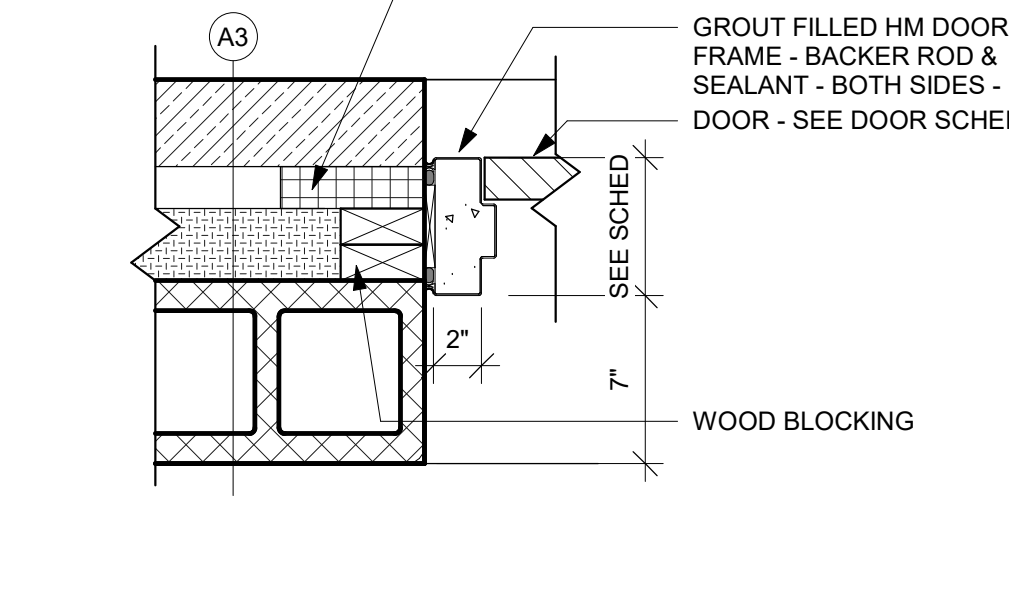 A3
GROUT FILLED HM DOOR
FRAME - BACKER ROD &
SEALANT - BOTH SIDES -
DOOR - SEE DOOR
SEE SCHED
2"
7"
WOOD BLOCKING